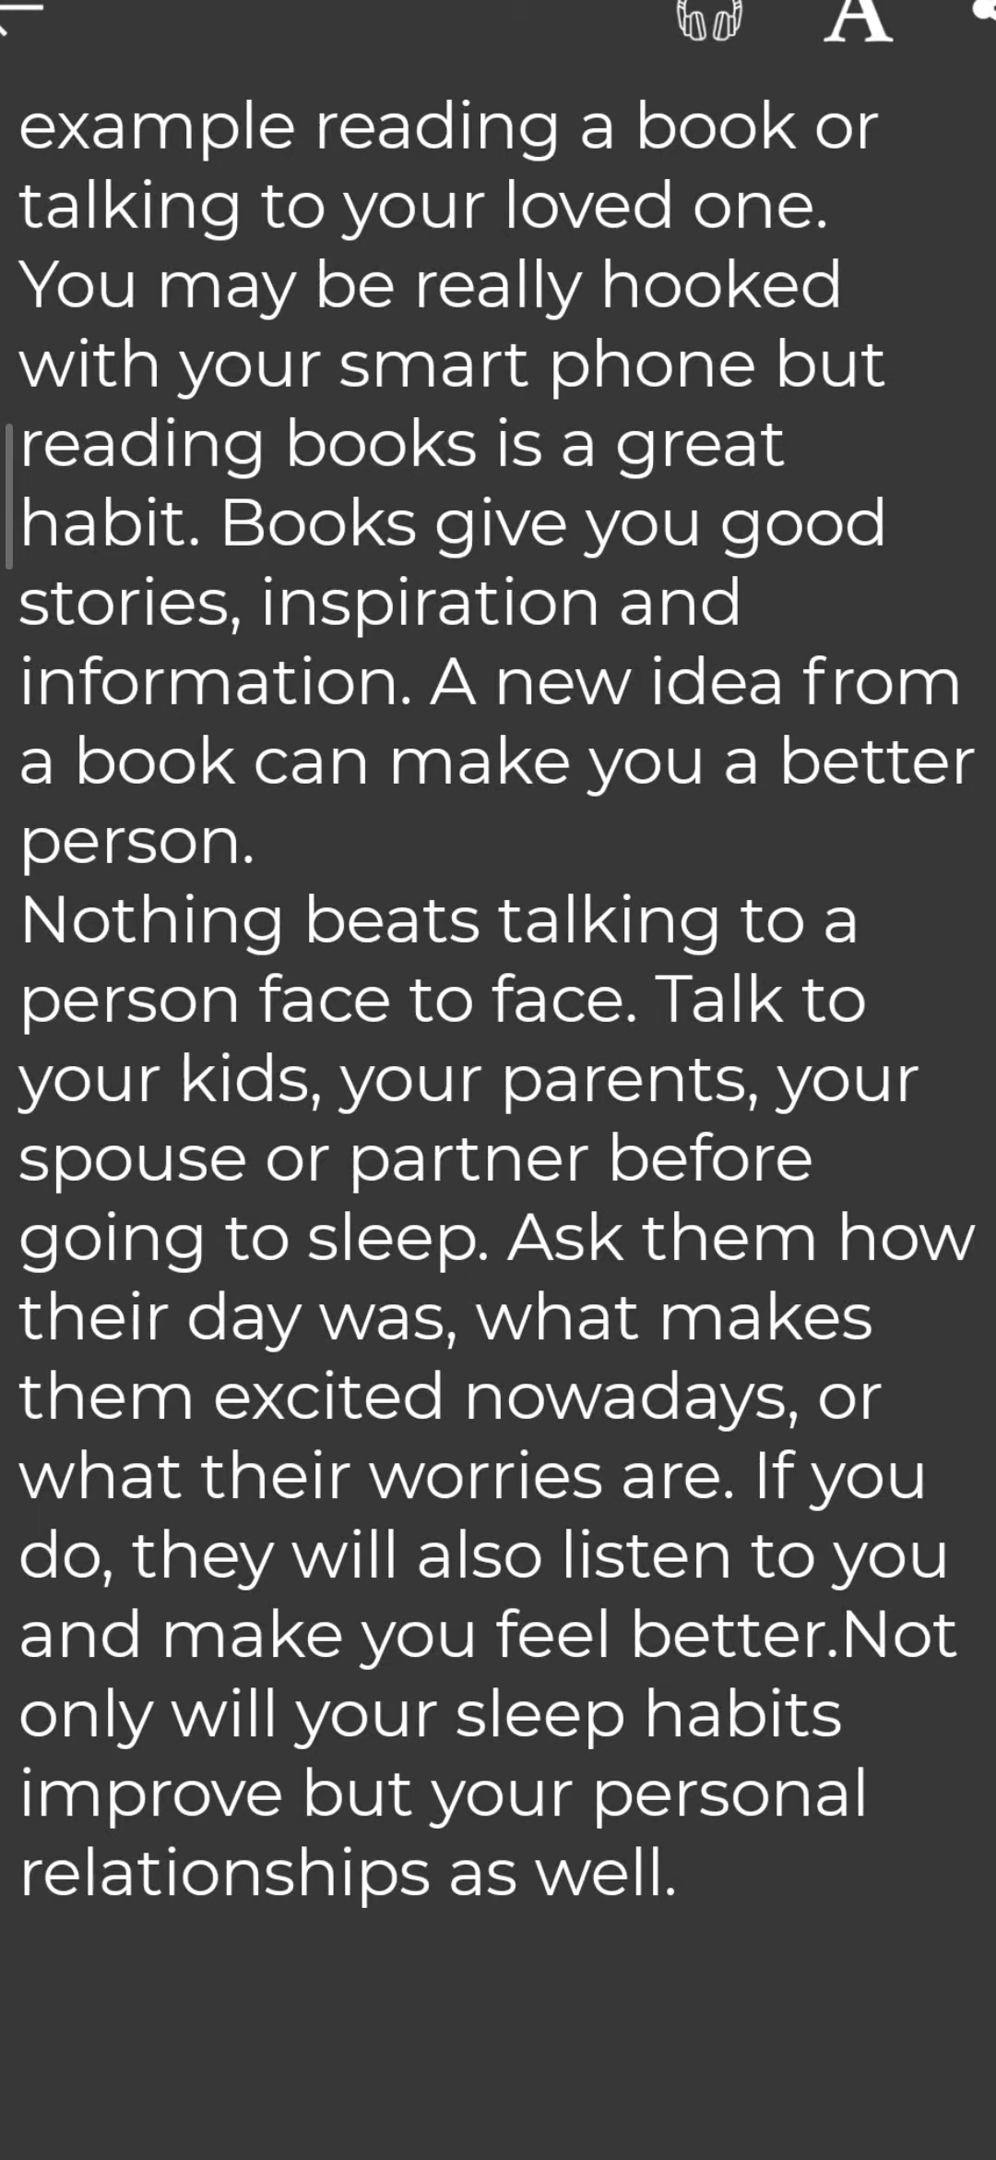 A
example reading a book or
talking to your loved one.
You may be really hooked
with your smart phone but
reading books is a great
habit. Books give you good
stories, inspiration and
information. A new idea from
a book can make you a better
person.
Nothing beats talking to a
person face to face. Talk to
your kids, your parents, your
spouse or partner before
going to sleep. Ask them how
their day was, what makes
them excited nowadays, or
what their worries are. If you
do, they will also listen to you
and make you feel better.Not
only will your sleep habits
improve but your personal
relationships as well.